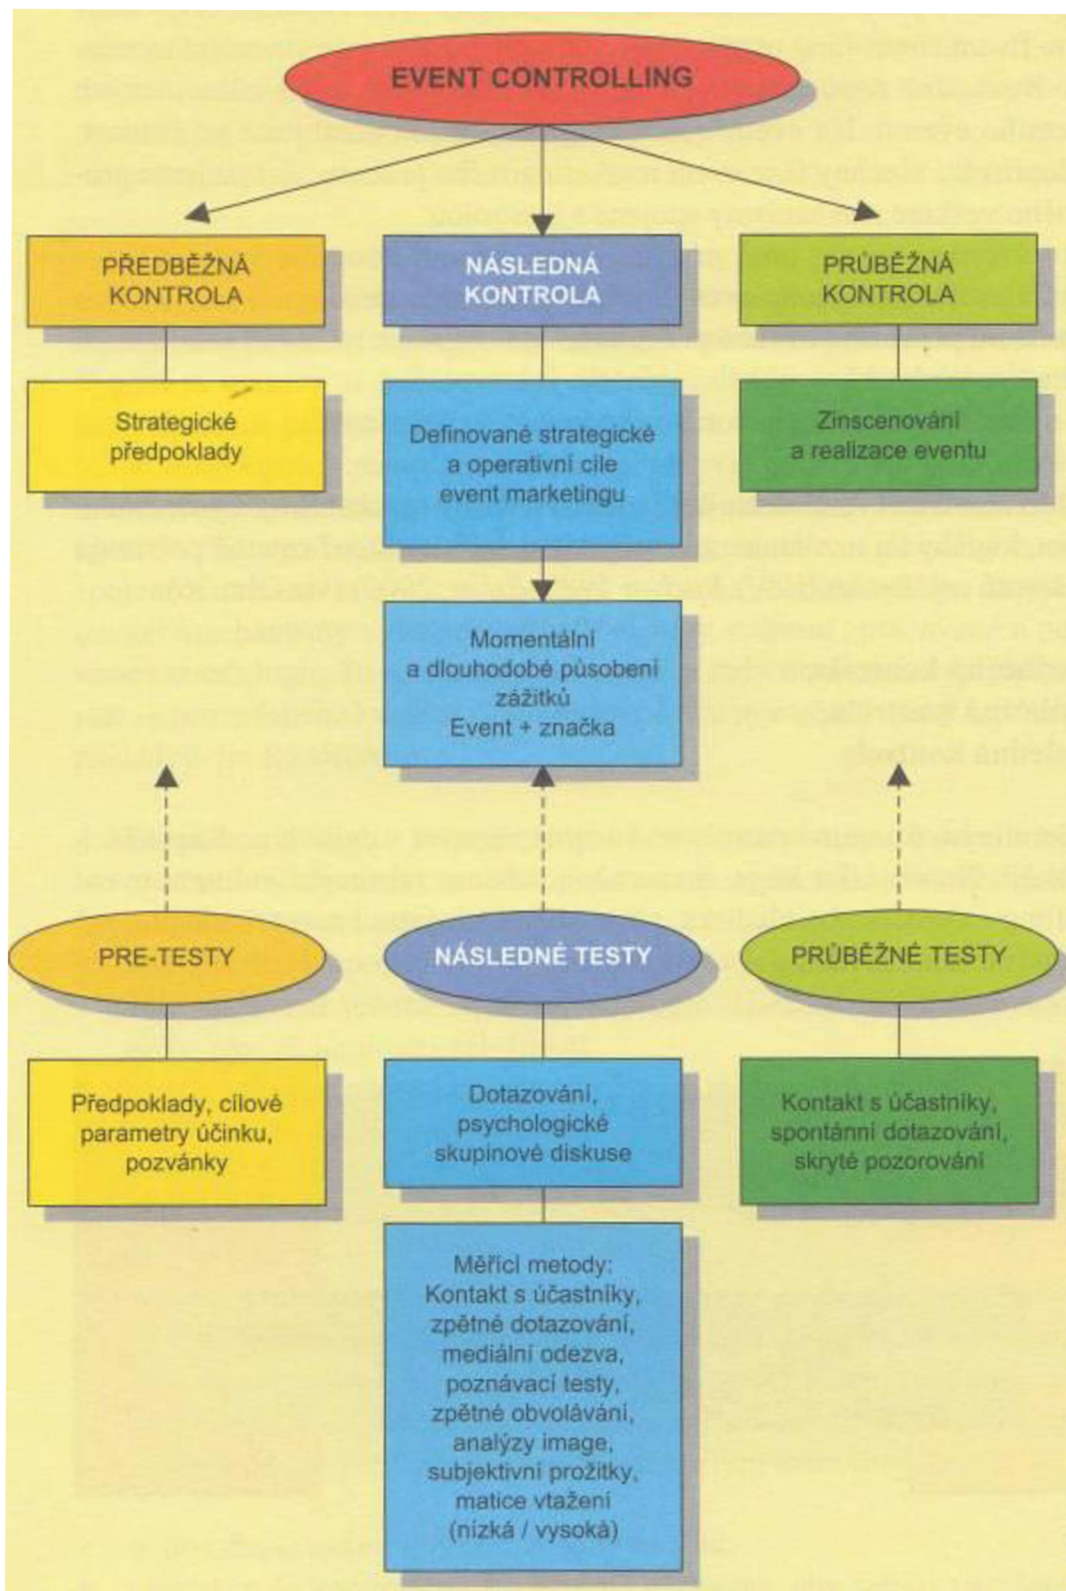 EVENT CONTROLLING
PŘEDBĚŽNÁ
KONTROLA
NÁSLEDNÁ
KONTROLA
PRŮBĚŽNÁ
KONTROLA
Strategické
předpoklady
Definované strategické
a operativní cíle
event marketingu
Zinscenování
a realizace eventu
Momentální
a dlouhodobé působení
zážitků
Event + značka
PRE-TESTY
NÁSLEDNÉ TESTY
PRŮBĚŽNÉ TESTY
Předpoklady, cílové
parametry účinku,
pozvánky
Dotazování,
psychologické
skupinové diskuse
Kontakt s účastníky,
spontánní dotazování,
skryté pozorování
Měřící metody:
Kontakt s účastníky,
zpětné dotazování,
mediální odezva,
poznávací testy,
zpětné obvolávání,
analýzy image,
subjektivní prožitky,
matice vtažení
(nízká / vysoká)